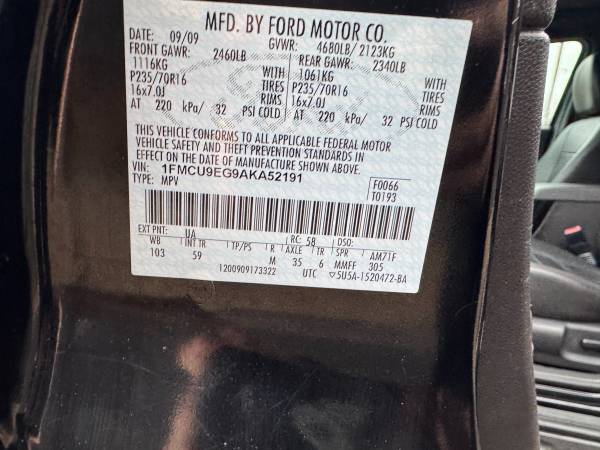 MFD. BY FORD MOTOR CO.
DATE: 09/09 GVWR: 4680LB/ 2123KG
FRONT GAWR: 2460LB REAR GAWR: 2340LB
1116KG WITH 1061KG WITH
P235/70R16 TIRES P235/70R16 TIRES
16x7.0J RIMS 16x7.0J RIMS
AT 220 kPa/ 32 PSI COLD AT 220 kPa/ 32 PSI COLD
THIS VEHICLE CONFORMS TO ALL APPLICABLE FEDERAL MOTOR
VEHICLE SAFETY AND THEFT PREVENTION STANDARDS IN
EFFECT ON THE DATE OF MANUFACTURE SHOWN ABOVE.
VIN: 1FMCU9EG9AKA52191 F0066
TYPE: MPV T0193
EXT PNT: UA RC: 58 DSO:
WB INT TR TP/PS R AXLE TR SPR AM71F
103 59 M 35 6 MMFF 305
1200909173322 UTC ▽5U5A-1520472-BA